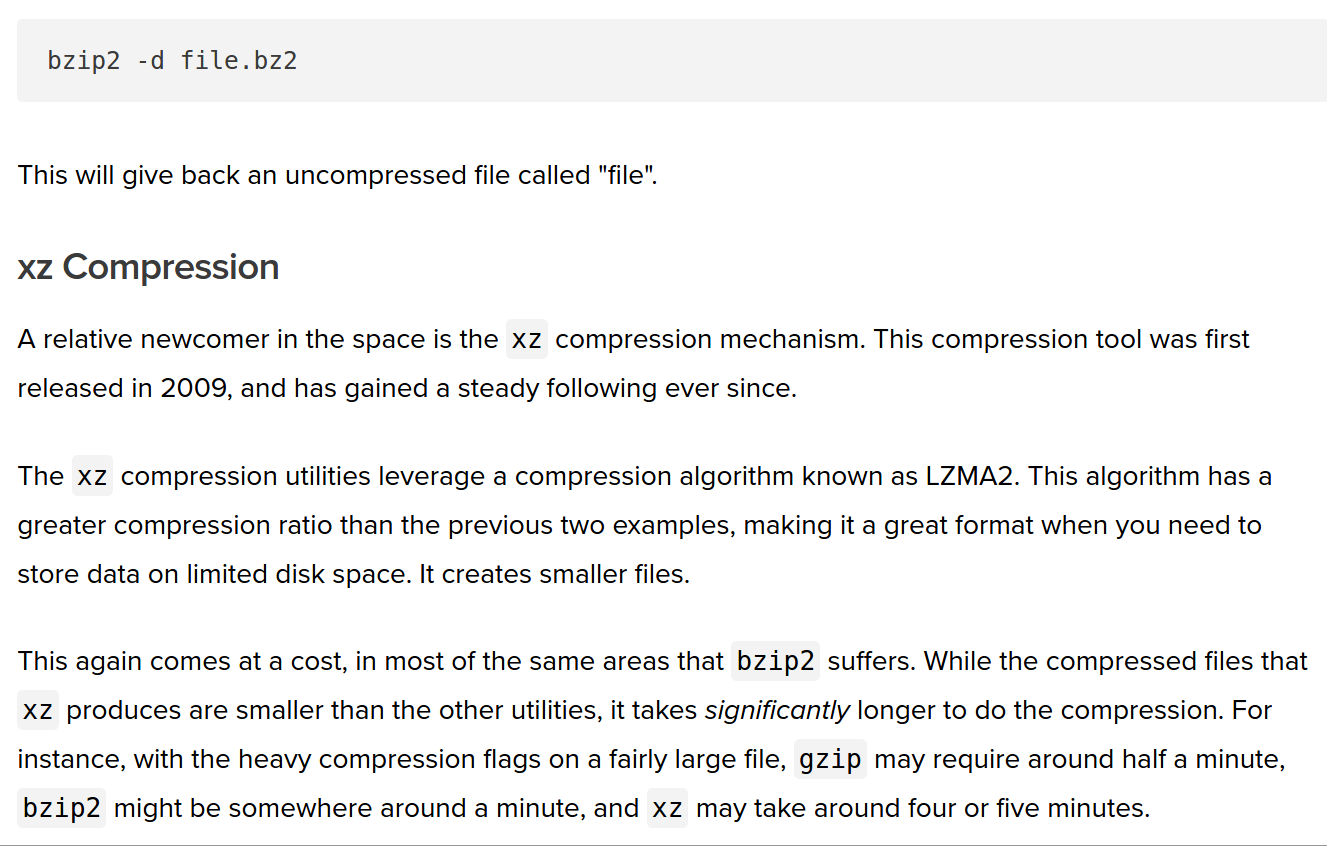 bzip2 -d file.bz2
This will give back an uncompressed file called "file".
xz Compression
A relative newcomer in the space is the xz compression mechanism. This compression tool was first
released in 2009, and has gained a steady following ever since.
The xz compression utilities leverage a compression algorithm known as LZMA2. This algorithm has a
greater compression ratio than the previous two examples, making it a great format when you need to
store data on limited disk space. It creates smaller files.
This again comes at a cost, in most of the same areas that bzip2 suffers. While the compressed files that
xz produces are smaller than the other utilities, it takes significantly longer to do the compression. For
instance, with the heavy compression flags on a fairly large file, gzip may require around half a minute,
bzip2 might be somewhere around a minute, and xz may take around four or five minutes.